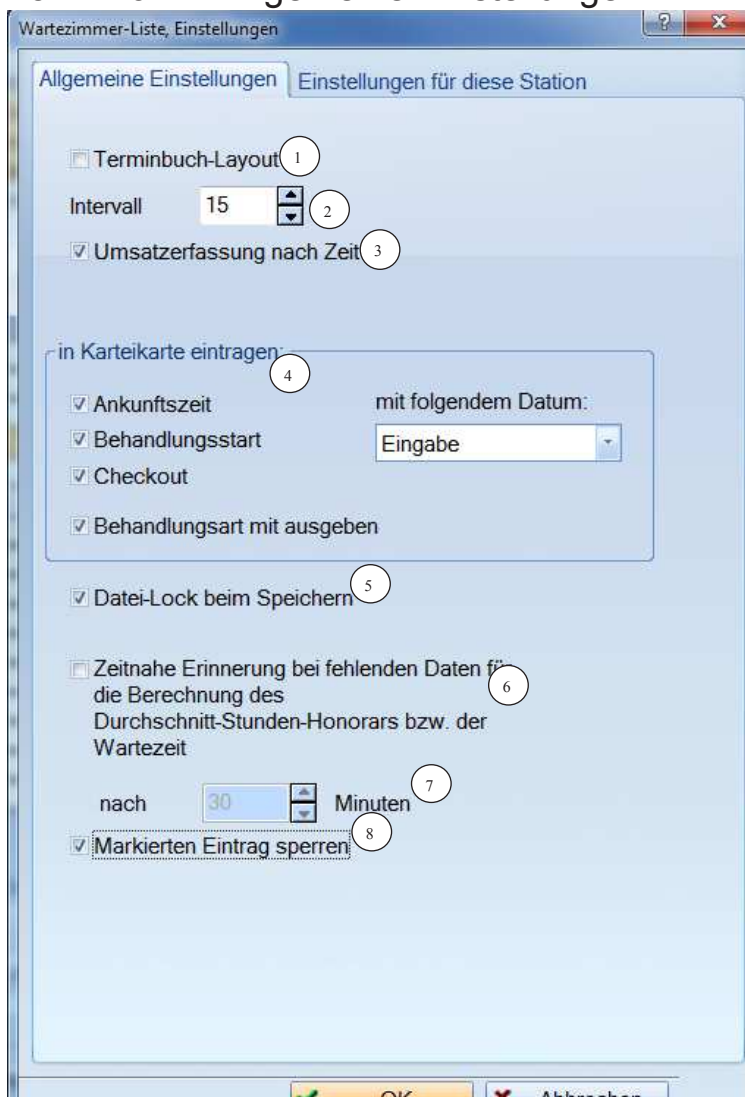 Wartezimmer-Liste, Einstellungen
Allgemeine Einstellungen Einstellungen für diese Station
Terminbuch-Layout 1
Intervall 15 2
Umsatzerfassung nach Zeit 3
in Karteikarte eintragen: 4
Ankunftszeit mit folgendem Datum:
Behandlungsstart Eingabe
Checkout
Behandlungsart mit ausgeben
Datei-Lock beim Speichern 5
Zeitnahe Erinnerung bei fehlenden Daten für 6
die Berechnung des
Durchschnitt-Stunden-Honorars bzw. der
Wartezeit
nach 30 Minuten 7
Markierten Eintrag sperren 8
OK Abbrechen